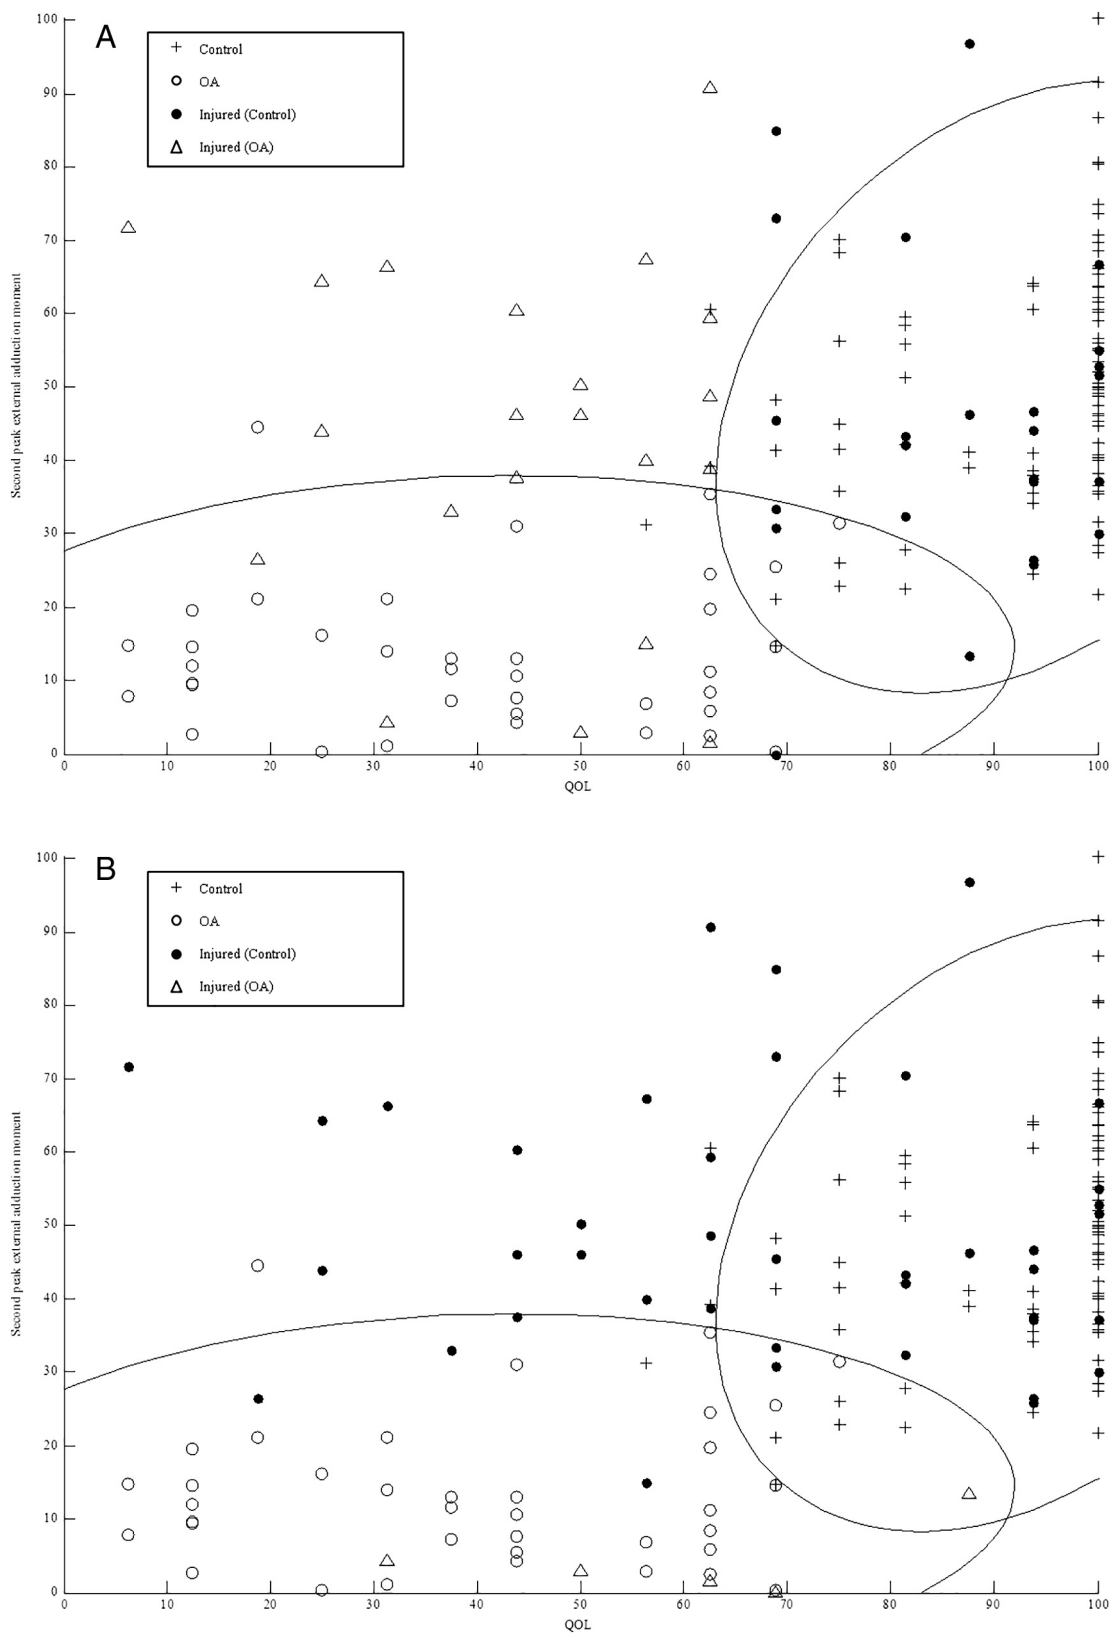 A
Control
OA
Injured (Control)
Injured (OA)
100
90
80
70
60
50
40
30
20
10
0
Second peak external adduction moment
0 10 20 30 40 50 60 70 80 90 100
QOL
B
Control
OA
Injured (Control)
Injured (OA)
100
90
80
70
60
50
40
30
20
10
0
Second peak external adduction moment
0 10 20 30 40 50 60 70 80 90 100
QOL